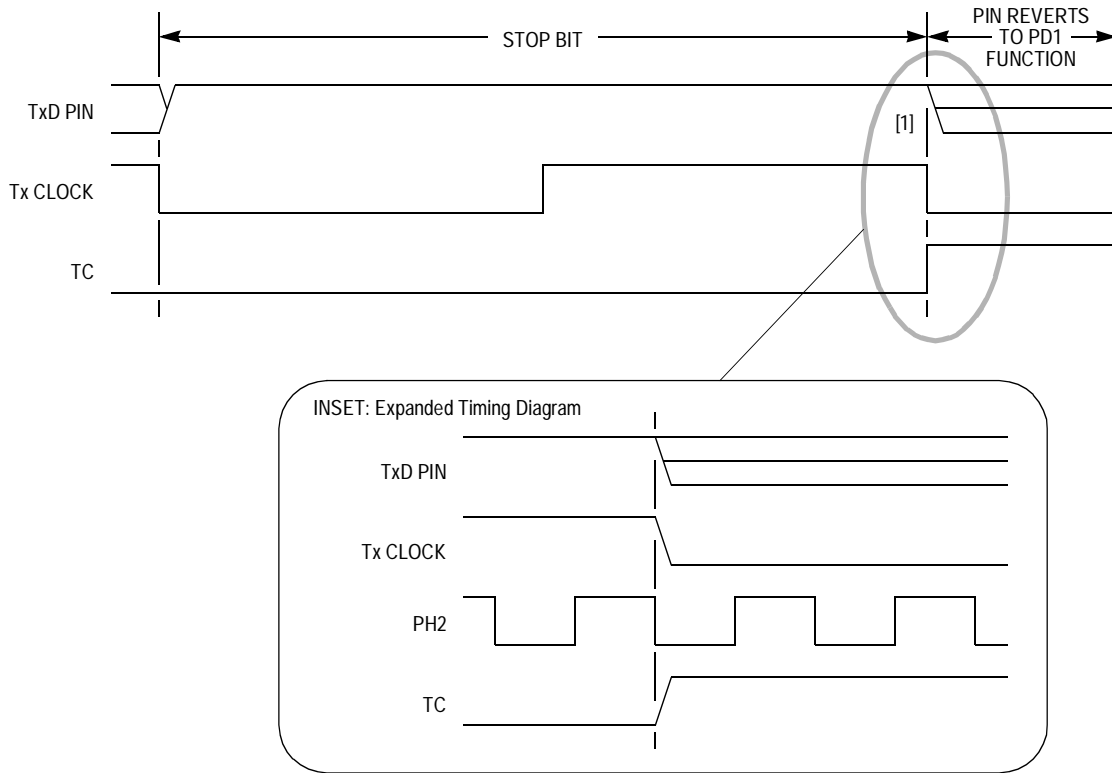 PIN REVERTS
TO PD1
FUNCTION
STOP BIT
TxD PIN
[1]
Tx CLOCK
TC
INSET: Expanded Timing Diagram
TxD PIN
Tx CLOCK
PH2
TC